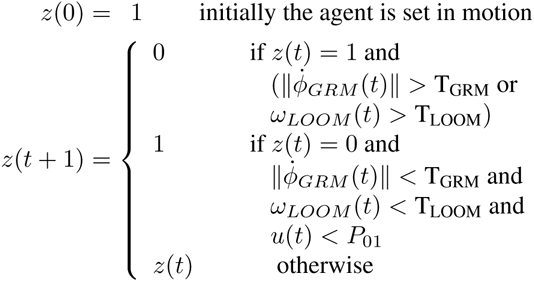 z(0) = 1 initially the agent is set in motion
0 if z(t) = 1 and
(‖ϕ̇_GRM(t)‖ > T_GRM or
ω_LOOM(t) > T_LOOM)
z(t + 1) = { 1 if z(t) = 0 and
‖ϕ̇_GRM(t)‖ < T_GRM and
ω_LOOM(t) < T_LOOM and
u(t) < P_01
z(t) otherwise